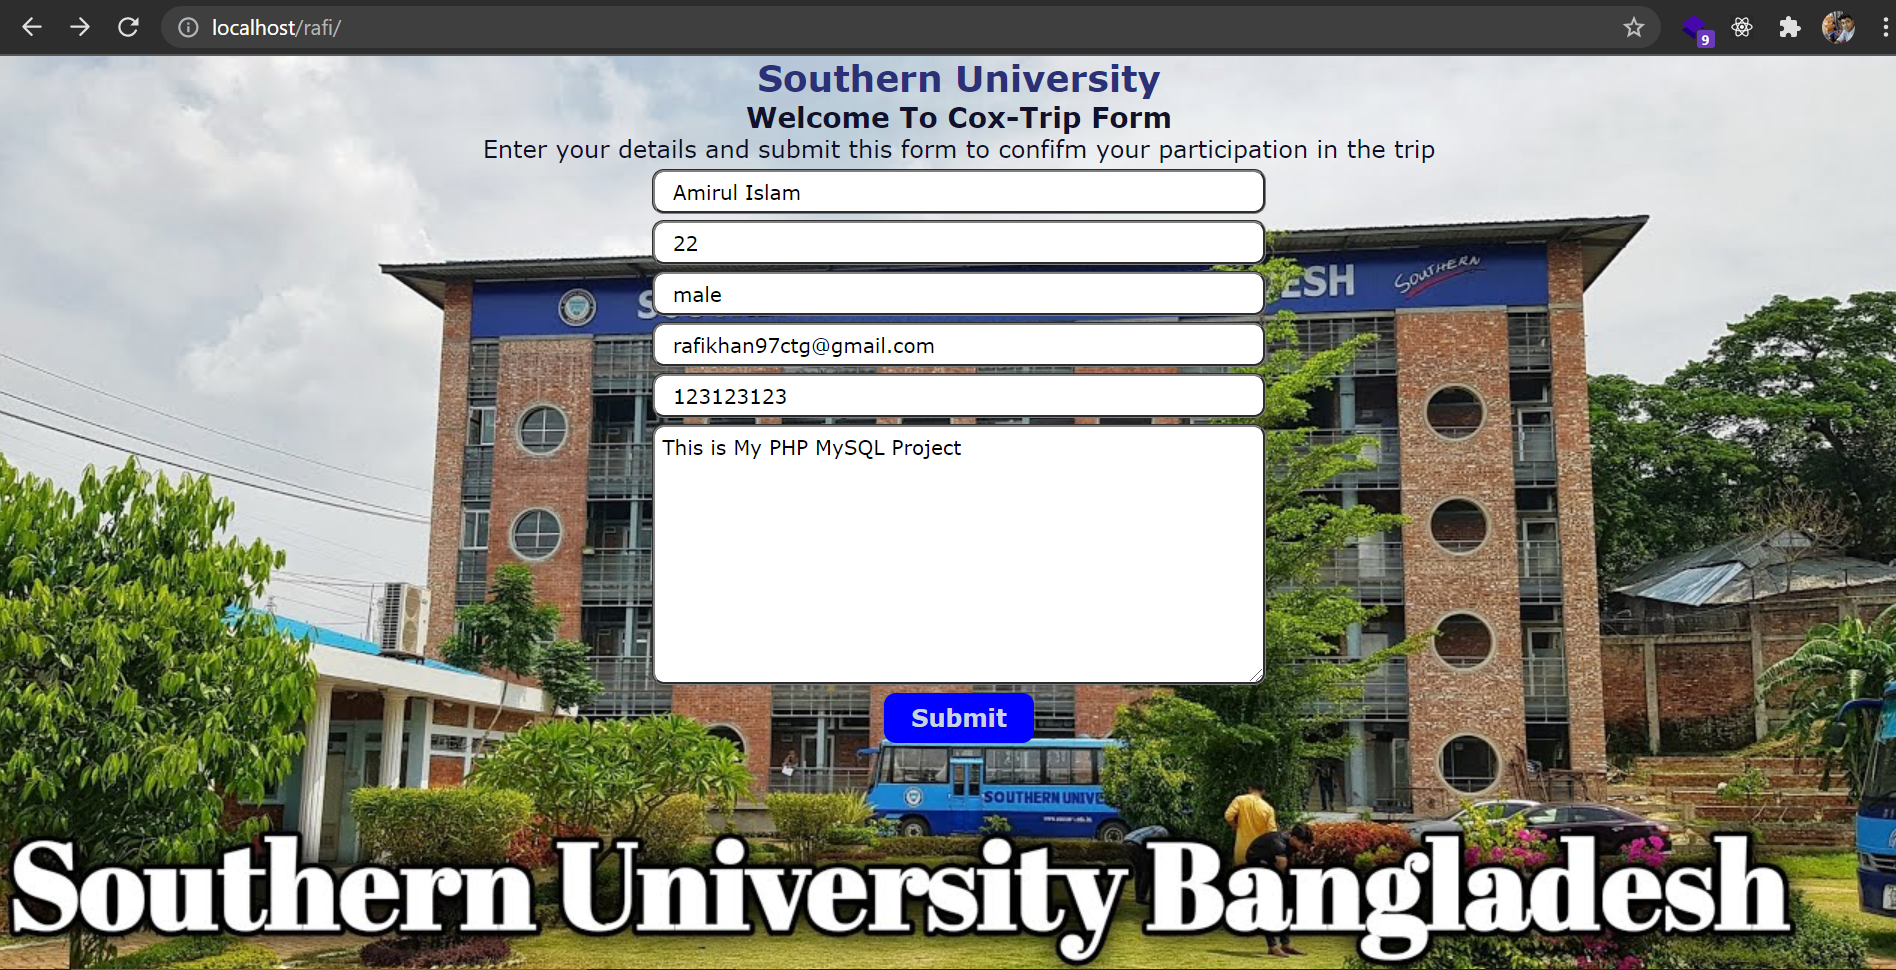 localhost/rafi/
9
Southern University
Welcome To Cox-Trip Form
Enter your details and submit this form to confifm your participation in the trip
Amirul Islam
22
male
rafikhan97ctg@gmail.com
123123123
This is My PHP MySQL Project
Submit
ESH
SOUTHERN
SOUTHERN UNIVE
Southern University Bangladesh